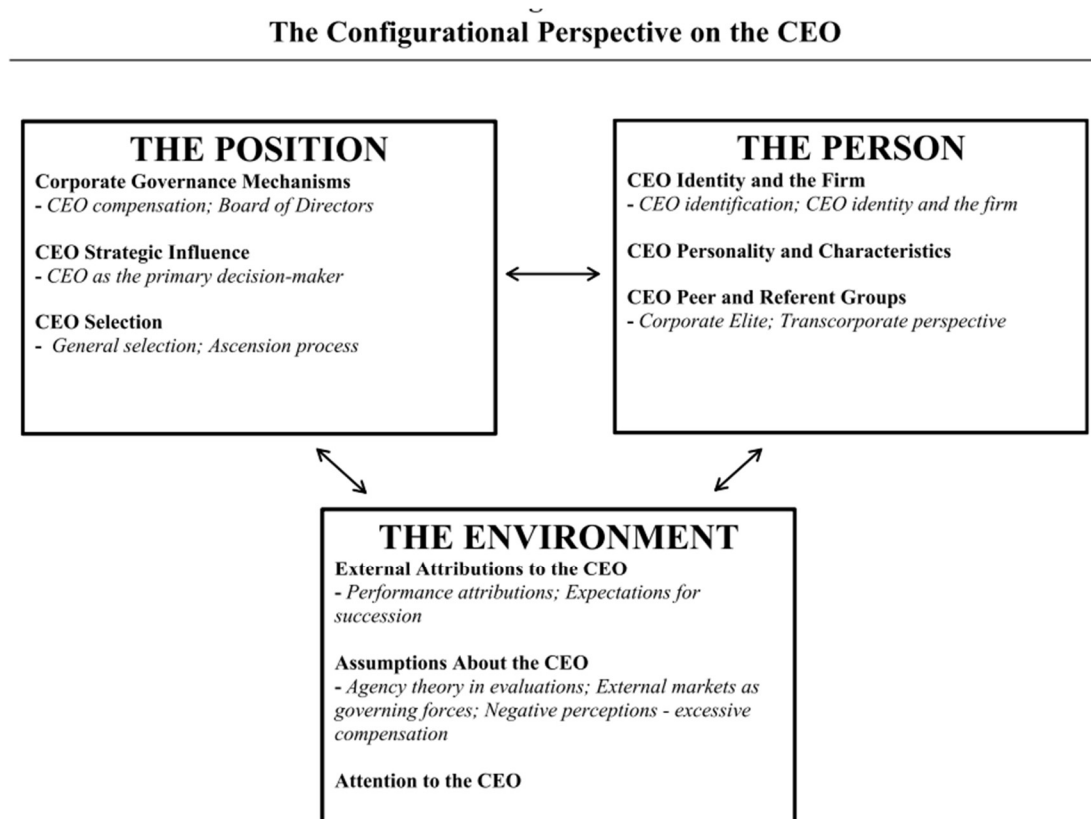 The Configurational Perspective on the CEO
THE POSITION
Corporate Governance Mechanisms
- CEO compensation; Board of Directors
CEO Strategic Influence
- CEO as the primary decision-maker
CEO Selection
- General selection; Ascension process
THE PERSON
CEO Identity and the Firm
- CEO identification; CEO identity and the firm
CEO Personality and Characteristics
CEO Peer and Referent Groups
- Corporate Elite; Transcorporate perspective
THE ENVIRONMENT
External Attributions to the CEO
- Performance attributions; Expectations for
succession
Assumptions About the CEO
- Agency theory in evaluations; External markets as
governing forces; Negative perceptions - excessive
compensation
Attention to the CEO